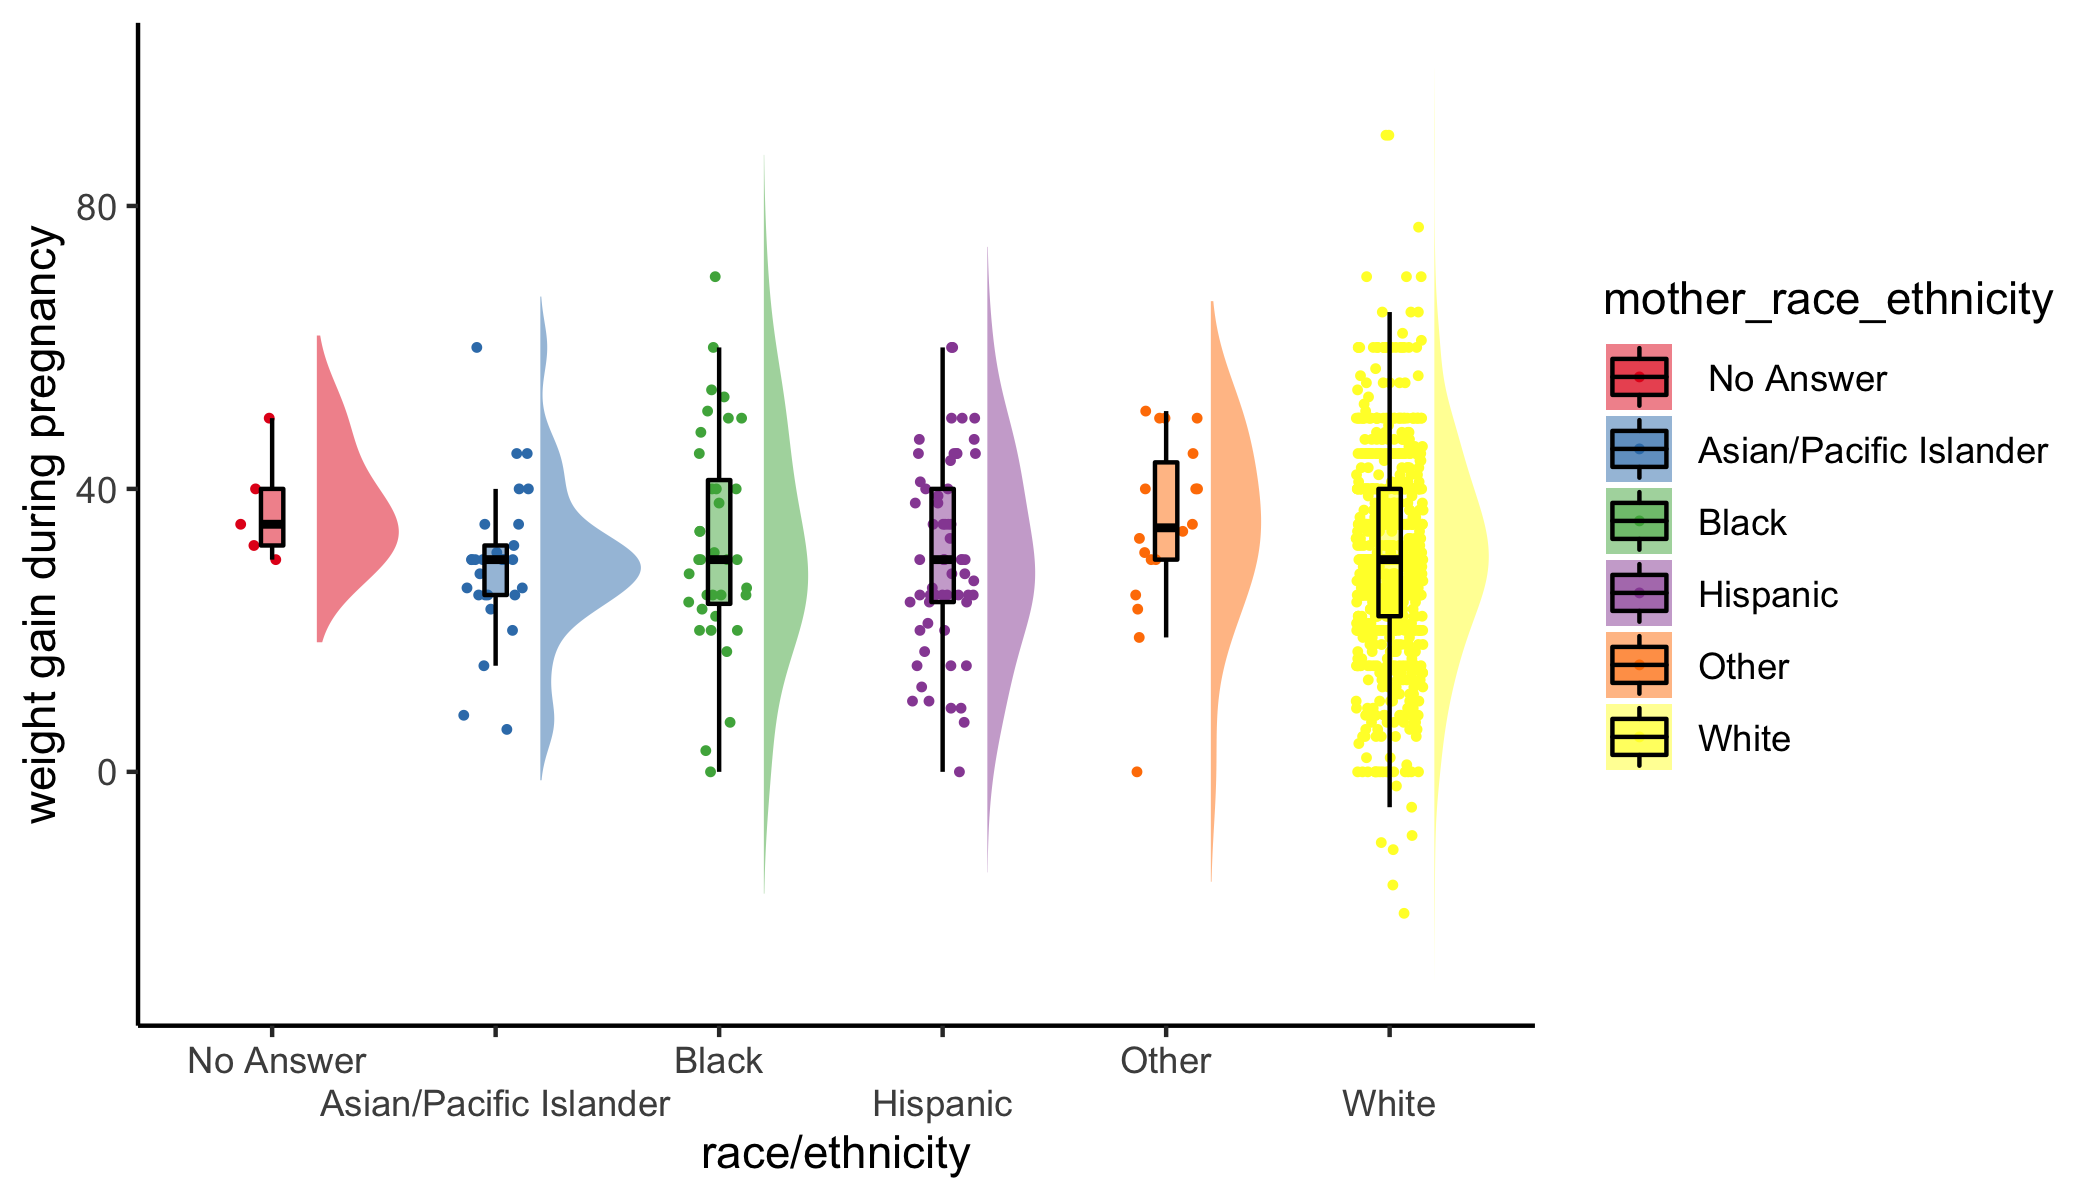 weight gain during pregnancy
80
40
0
No Answer
Asian/Pacific Islander
Black
Hispanic
Other
White
race/ethnicity
mother_race_ethnicity
No Answer
Asian/Pacific Islander
Black
Hispanic
Other
White